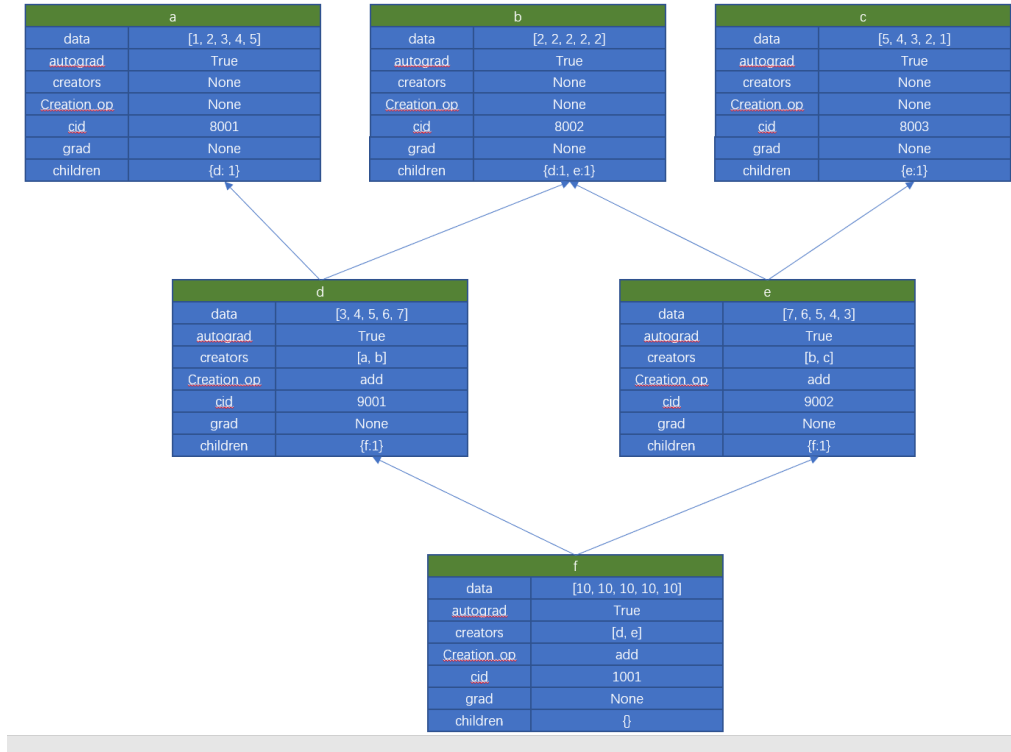 a
data [1, 2, 3, 4, 5]
autograd True
creators None
Creation_op None
cid 8001
grad None
children {d: 1}
b
data [2, 2, 2, 2, 2]
autograd True
creators None
Creation_op None
cid 8002
grad None
children {d:1, e:1}
c
data [5, 4, 3, 2, 1]
autograd True
creators None
Creation_op None
cid 8003
grad None
children {e:1}
d
data [3, 4, 5, 6, 7]
autograd True
creators [a, b]
Creation_op add
cid 9001
grad None
children {f:1}
e
data [7, 6, 5, 4, 3]
autograd True
creators [b, c]
Creation_op add
cid 9002
grad None
children {f:1}
f
data [10, 10, 10, 10, 10]
autograd True
creators [d, e]
Creation_op add
cid 1001
grad None
children {}